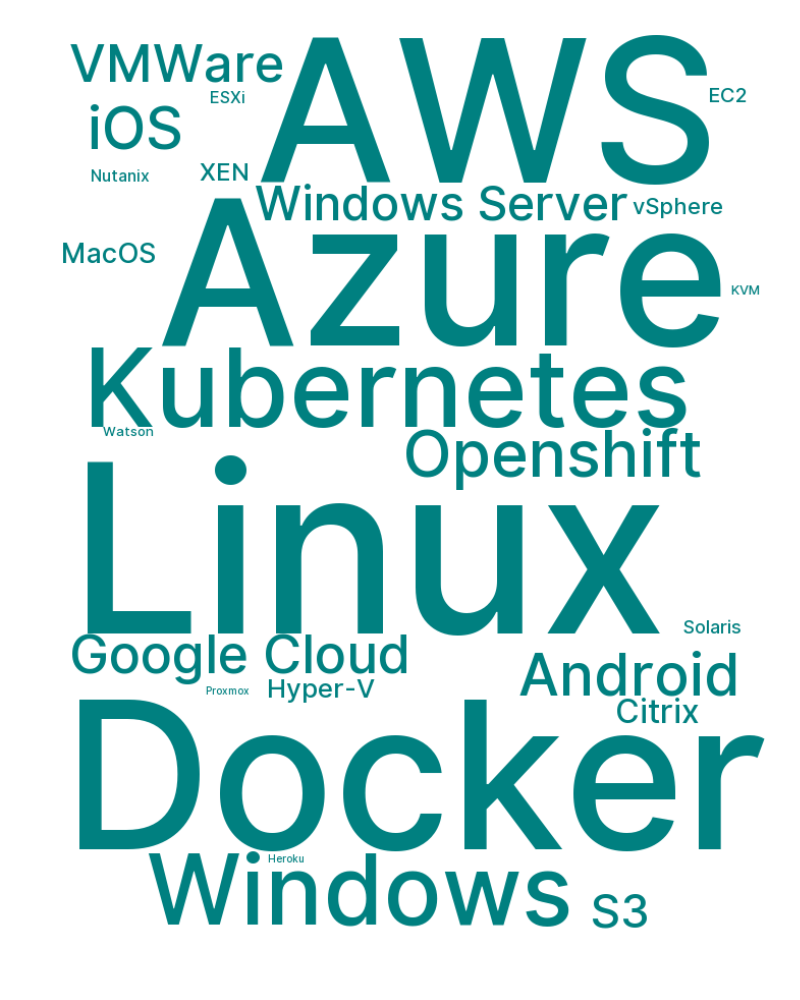 VMWare
AWS
EC2
ESXi
iOS
XEN
Nutanix
Windows Server
vSphere
Azure
MacOS
KVM
Kubernetes
Watson
Openshift
Linux
Solaris
Google Cloud
Android
Hyper-V
Proxmox
Citrix
Docker
Heroku
Windows
S3